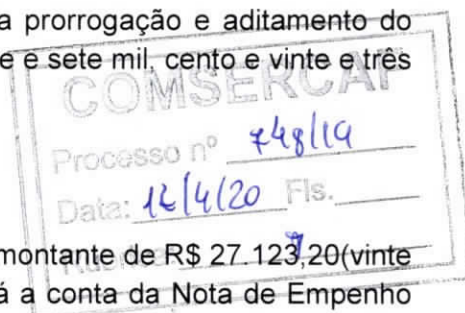 a prorrogação e aditamento do
e e sete mil, cento e vinte e três
COMSERCAF
Processo nº 748/19
Data: 12/4/20 Fls.
montante de R$ 27.123,20(vinte
á a conta da Nota de Empenho